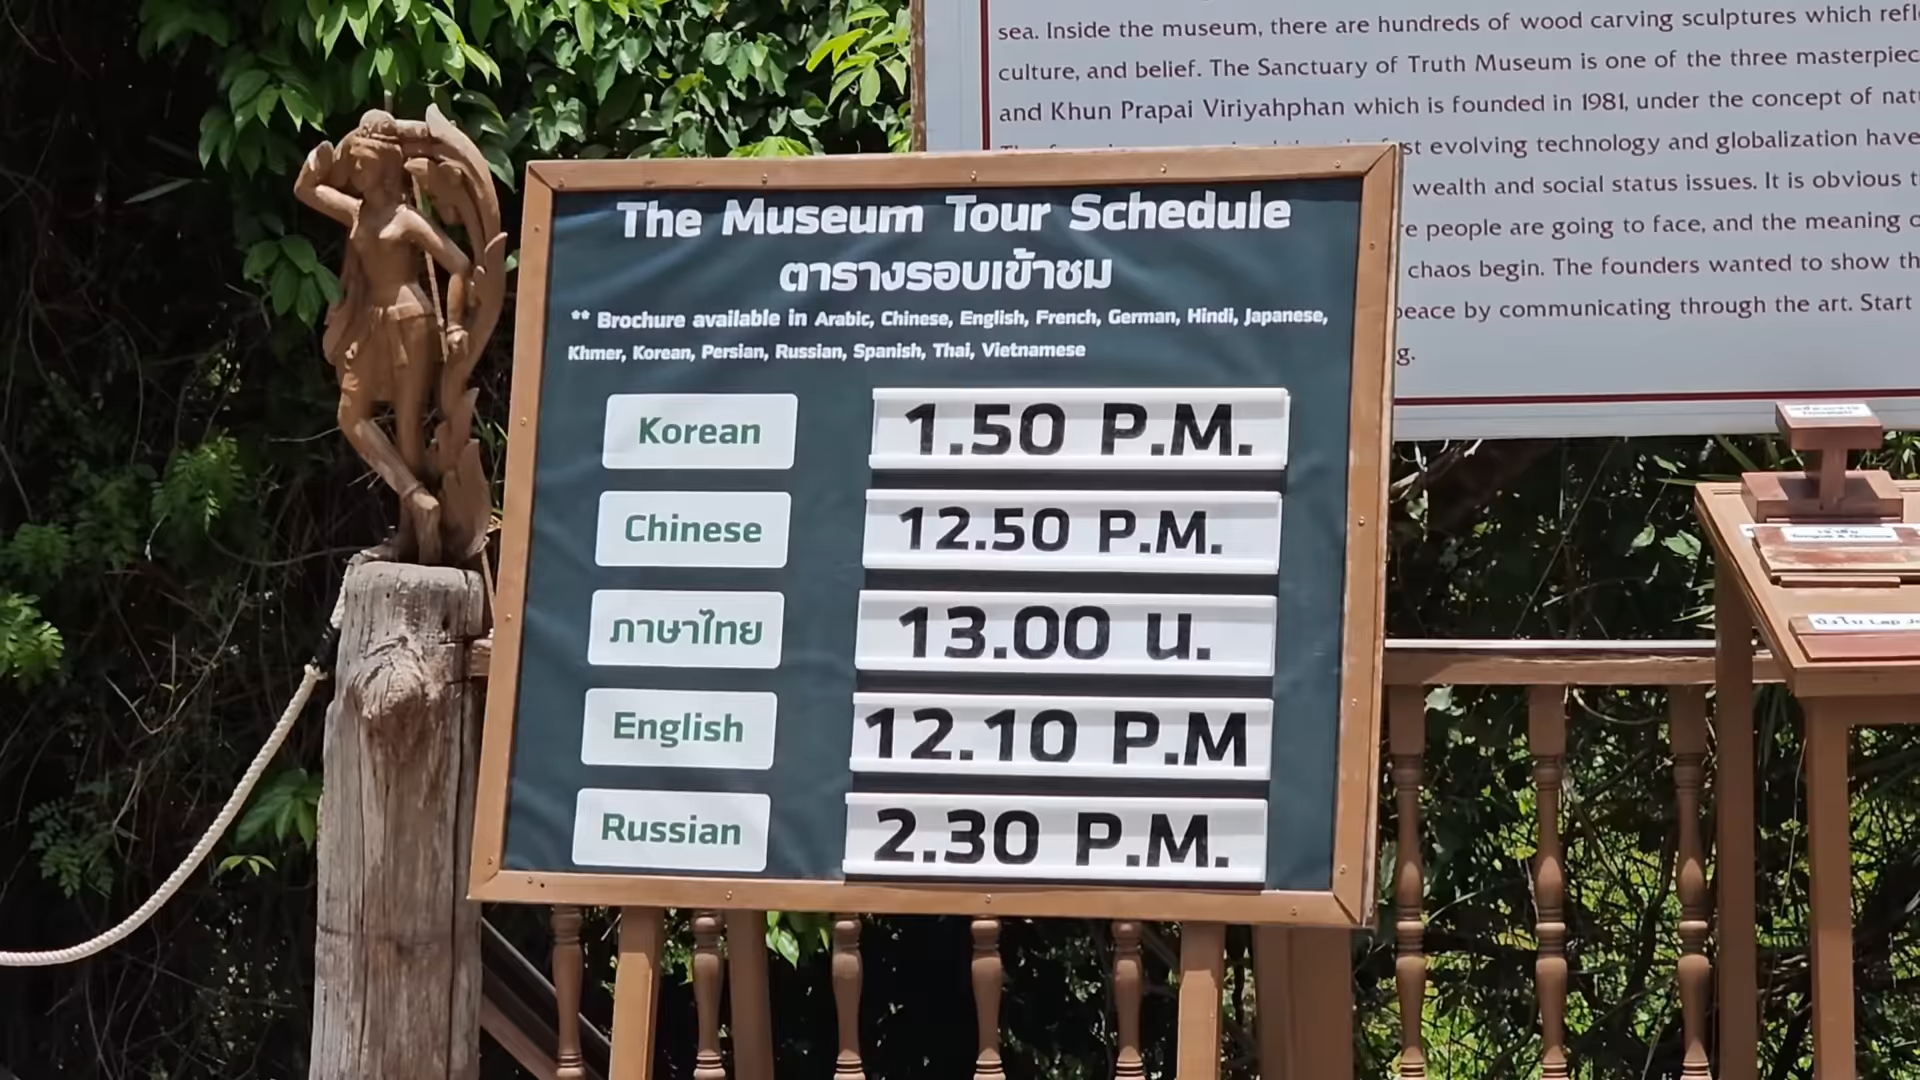 sea. Inside the museum, there are hundreds of wood carving sculptures which
culture, and belief. The Sanctuary of Truth Museum is one of the three
and Khun Prapai Viriyahphan which is founded in 1981, under the concept of
evolving technology and globalization have
wealth and social status issues. It is obvious
people are going to face, and the meaning
chaos begin. The founders wanted to show
peace by communicating through the art. Start
g.
The Museum Tour Schedule
ตารางรอบเข้าชม
** Brochure available in Arabic, Chinese, English, French, German, Hindi, Japanese,
Khmer, Korean, Persian, Russian, Spanish, Thai, Vietnamese
Korean 1.50 P.M.
Chinese 12.50 P.M.
ภาษาไทย 13.00 น.
English 12.10 P.M
Russian 2.30 P.M.